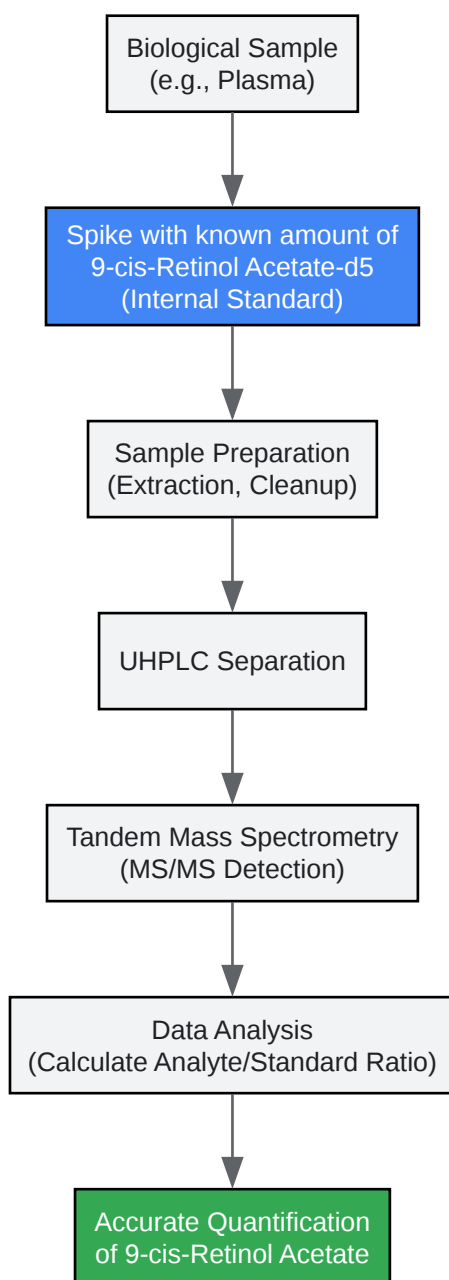 Biological Sample
(e.g., Plasma)
Spike with known amount of
9-cis-Retinol Acetate-d5
(Internal Standard)
Sample Preparation
(Extraction, Cleanup)
UHPLC Separation
Tandem Mass Spectrometry
(MS/MS Detection)
Data Analysis
(Calculate Analyte/Standard Ratio)
Accurate Quantification
of 9-cis-Retinol Acetate